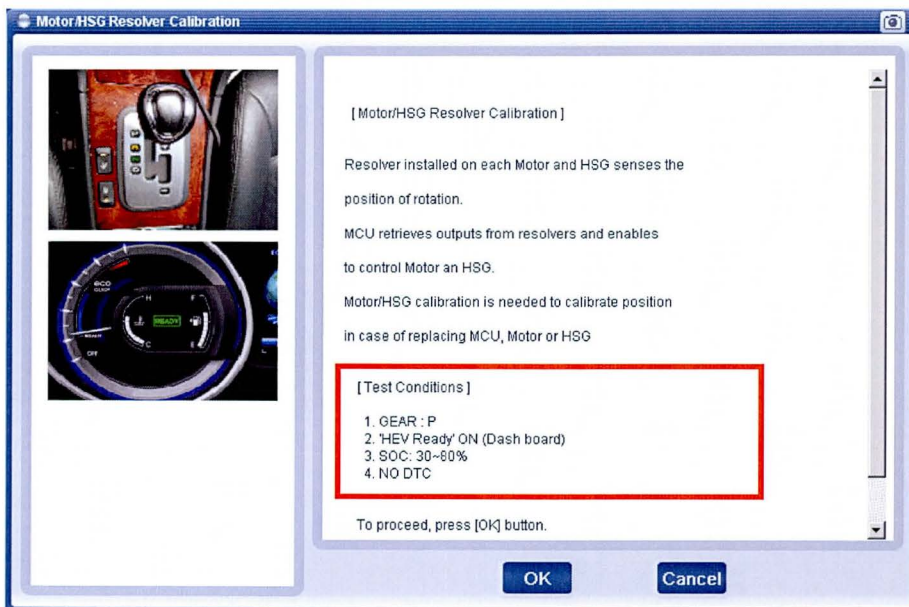 Motor/HSG Resolver Calibration
[ Motor/HSG Resolver Calibration ]
Resolver installed on each Motor and HSG senses the
position of rotation.
MCU retrieves outputs from resolvers and enables
to control Motor an HSG.
Motor/HSG calibration is needed to calibrate position
in case of replacing MCU, Motor or HSG
[ Test Conditions ]
1. GEAR : P
2. 'HEV Ready' ON (Dash board)
3. SOC: 30~80%
4. NO DTC
To proceed, press [OK] button.
OK
Cancel
eco
H
F
READY
C
E
OFF